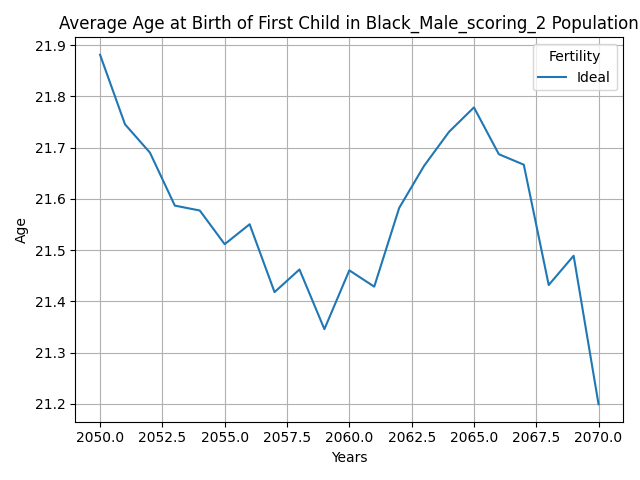 Average Age at Birth of First Child in Black_Male_scoring_2 Population
Fertility
Ideal
21.9
21.8
21.7
21.6
21.5
21.4
21.3
21.2
Age
2050.0 2052.5 2055.0 2057.5 2060.0 2062.5 2065.0 2067.5 2070.0
Years